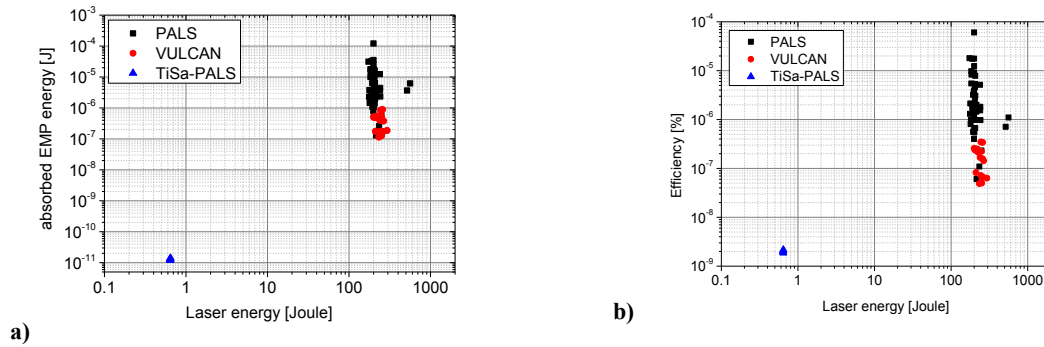 PALS
VULCAN
TiSa-PALS
absorbed EMP energy [J]
10⁻³
10⁻⁴
10⁻⁵
10⁻⁶
10⁻⁷
10⁻⁸
10⁻⁹
10⁻¹⁰
10⁻¹¹
0.1 1 10 100 1000
Laser energy [Joule]
a)
PALS
VULCAN
TiSa-PALS
Efficiency [%]
10⁻⁴
10⁻⁵
10⁻⁶
10⁻⁷
10⁻⁸
10⁻⁹
0.1 1 10 100 1000
Laser energy [Joule]
b)